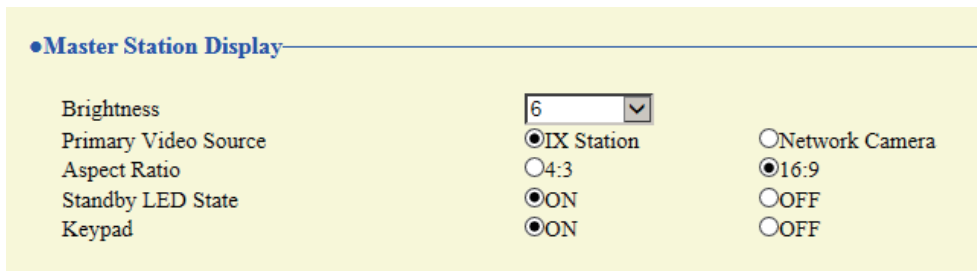 ●Master Station Display
Brightness 6
Primary Video Source IX Station Network Camera
Aspect Ratio 4:3 16:9
Standby LED State ON OFF
Keypad ON OFF